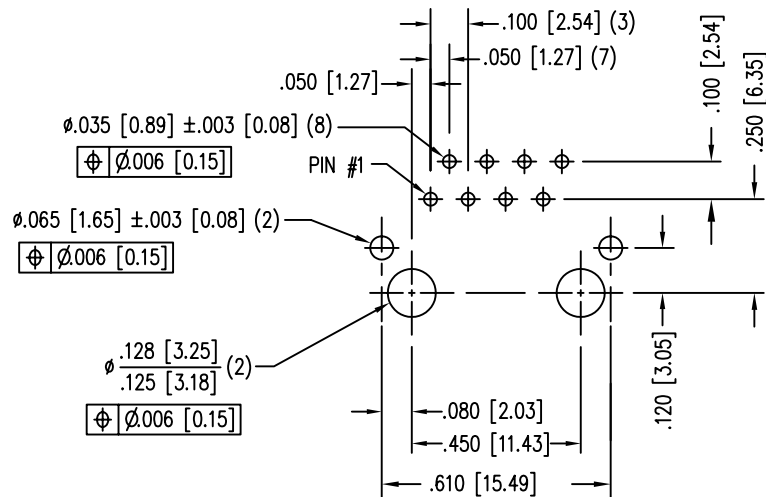 .100 [2.54] (3)
.050 [1.27] (7)
.050 [1.27]
.100 [2.54]
.250 [6.35]
ø.035 [0.89] ±.003 [0.08] (8)
⌖ Ø.006 [0.15]
PIN #1
ø.065 [1.65] ±.003 [0.08] (2)
⌖ Ø.006 [0.15]
ø .128 [3.25]
.125 [3.18] (2)
⌖ Ø.006 [0.15]
.120 [3.05]
.080 [2.03]
.450 [11.43]
.610 [15.49]